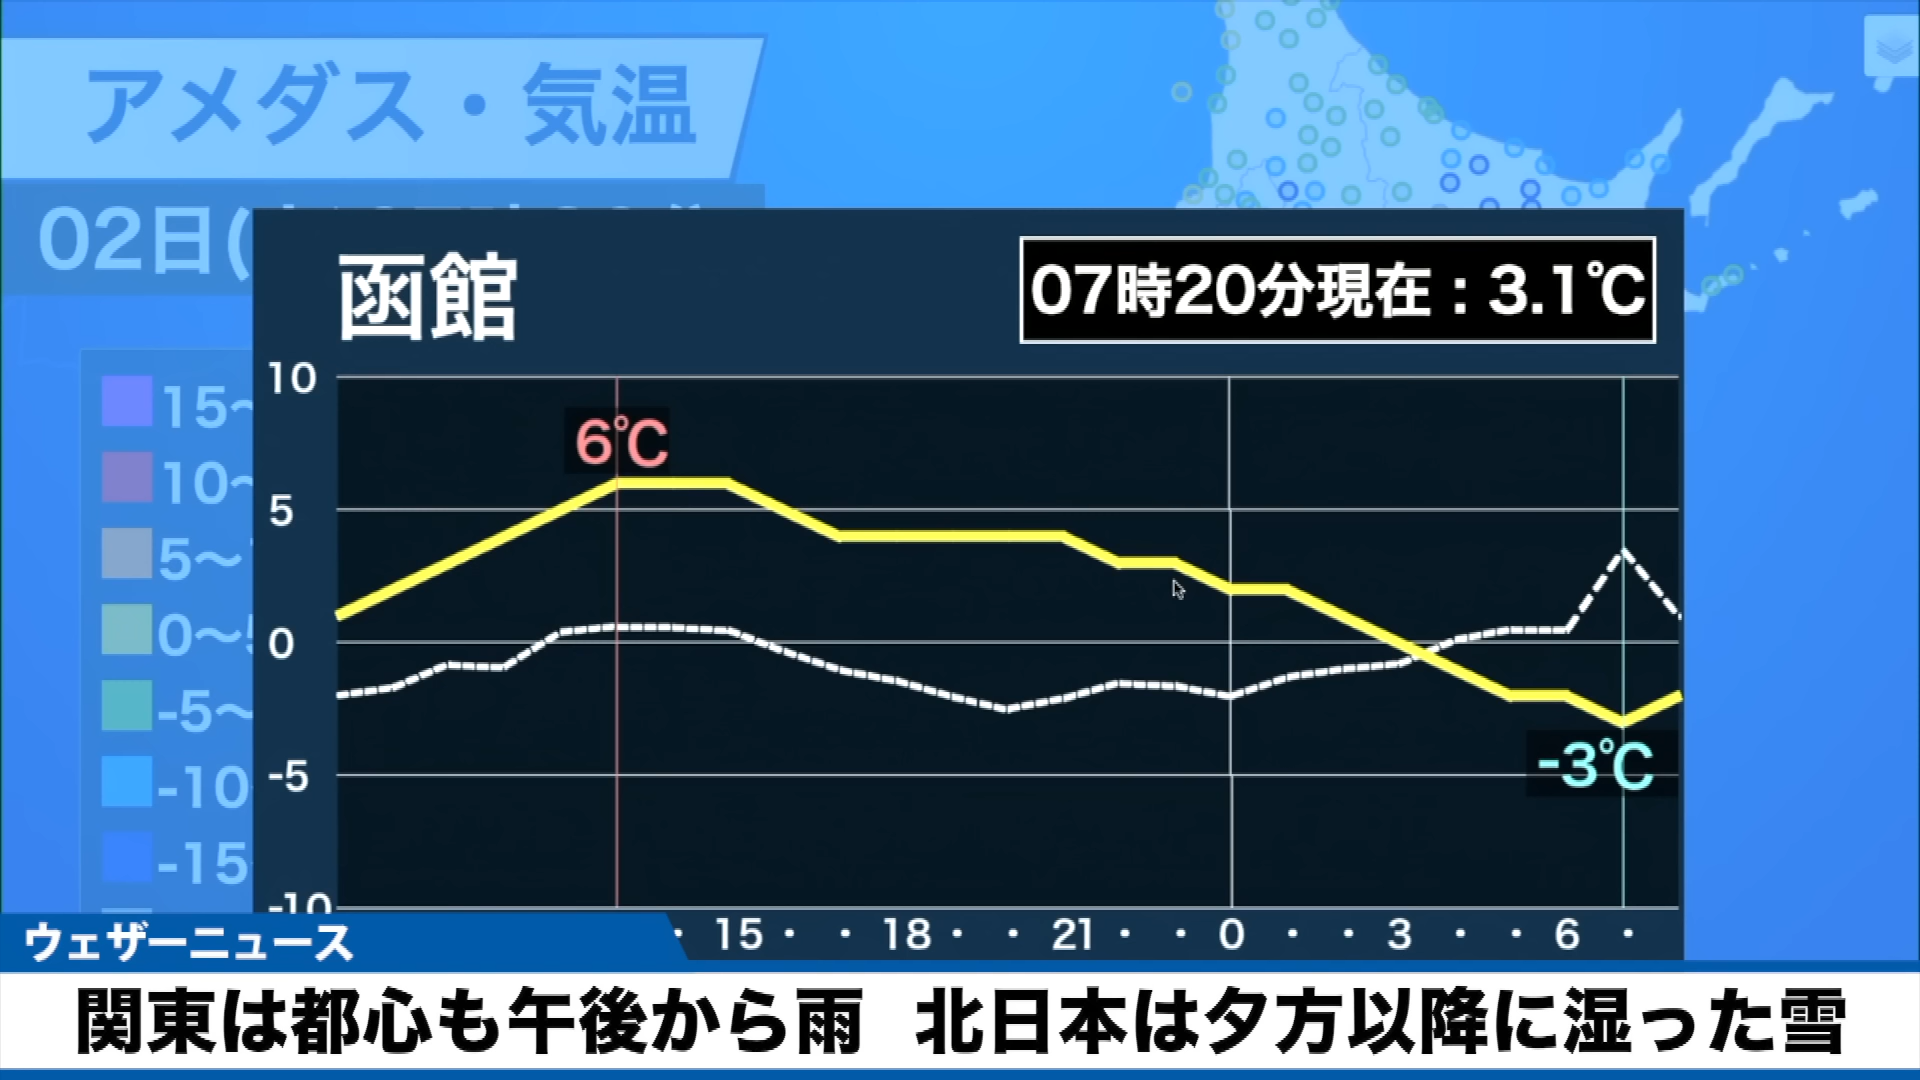 アメダス・気温
02日(
函館
07時20分現在：3.1℃
10
6℃
5
0
-5
-3℃
-10
15～
10～
5～
0～5
-5～
-10
-15
・ 15 ・ ・ 18 ・ ・ 21 ・ ・ 0 ・ ・ 3 ・ ・ 6 ・
ウェザーニュース
関東は都心も午後から雨 北日本は夕方以降に湿った雪